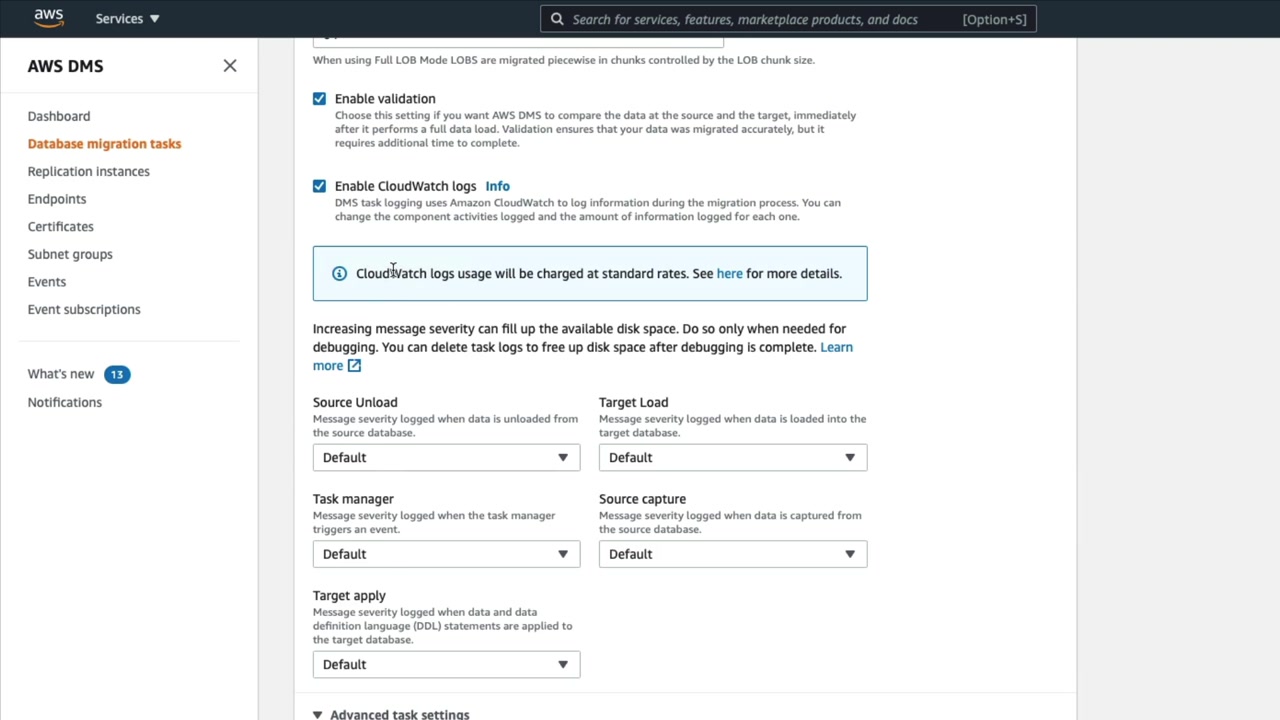 aws
Services
Search for services, features, marketplace products, and docs
[Option+S]
AWS DMS
Dashboard
Database migration tasks
Replication instances
Endpoints
Certificates
Subnet groups
Events
Event subscriptions
What's new 13
Notifications
When using Full LOB Mode LOBS are migrated piecewise in chunks controlled by the LOB chunk size.
Enable validation
Choose this setting if you want AWS DMS to compare the data at the source and the target, immediately
after it performs a full data load. Validation ensures that your data was migrated accurately, but it
requires additional time to complete.
Enable CloudWatch logs Info
DMS task logging uses Amazon CloudWatch to log information during the migration process. You can
change the component activities logged and the amount of information logged for each one.
CloudWatch logs usage will be charged at standard rates. See here for more details.
Increasing message severity can fill up the available disk space. Do so only when needed for
debugging. You can delete task logs to free up disk space after debugging is complete. Learn
more
Source Unload
Message severity logged when data is unloaded from
the source database.
Default
Target Load
Message severity logged when data is loaded into the
target database.
Default
Task manager
Message severity logged when the task manager
triggers an event.
Default
Source capture
Message severity logged when data is captured from
the source database.
Default
Target apply
Message severity logged when data and data
definition language (DDL) statements are applied to
the target database.
Default
Advanced task settings